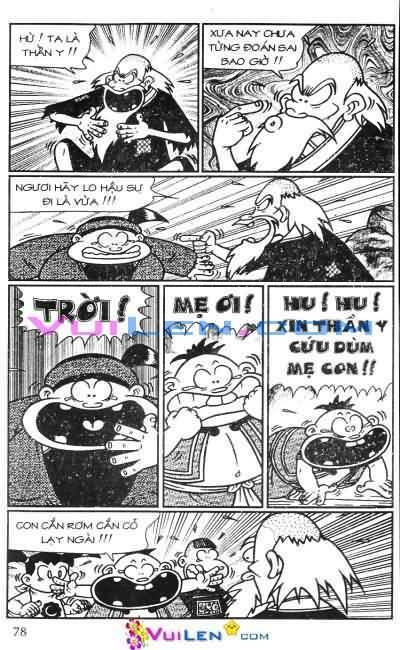 HỪ! TA LÀ
THẦN Y!!
XƯA NAY CHƯA
TỪNG ĐOÁN SAI
BAO GIỜ!!
NGƯƠI HÃY LO HẬU SỰ
ĐI LÀ VỪA!!!
TRỜI!
MẸ ƠI!
HU! HU!
XIN THẦN Y
CỨU DÙM
MẸ CON!!
VuiLen.com
CON CẮN RƠM CẮN CỎ
LẠY NGÀI!!!
78
VuiLen.com